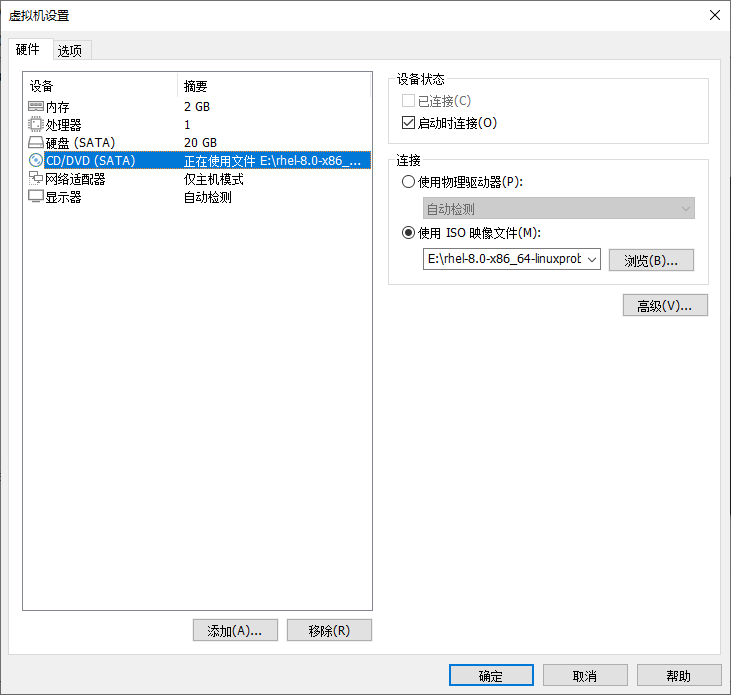 虚拟机设置
硬件 选项
设备 摘要
内存 2 GB
处理器 1
硬盘 (SATA) 20 GB
CD/DVD (SATA) 正在使用文件 E:\rhel-8.0-x86_...
网络适配器 仅主机模式
显示器 自动检测
添加(A)... 移除(R)
设备状态
已连接(C)
启动时连接(O)
连接
使用物理驱动器(P):
自动检测
使用 ISO 映像文件(M):
E:\rhel-8.0-x86_64-linuxprob 浏览(B)...
高级(V)...
确定 取消 帮助